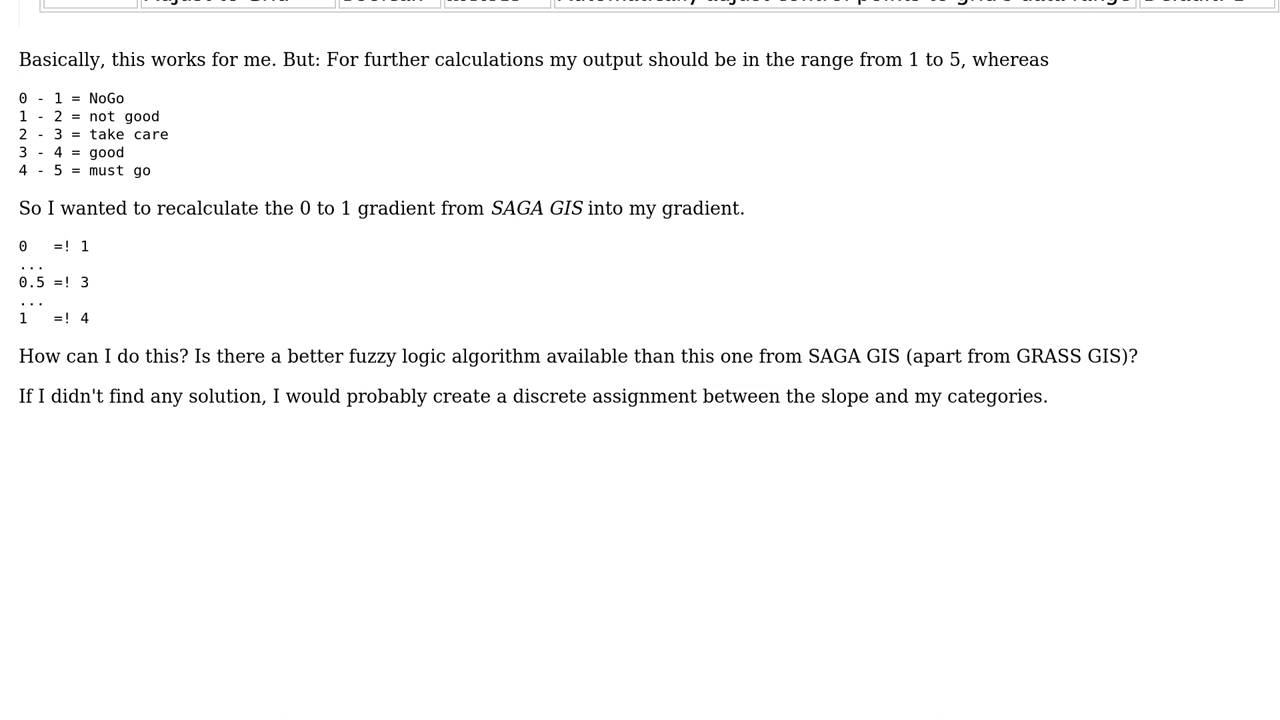 Basically, this works for me. But: For further calculations my output should be in the range from 1 to 5, whereas
0 - 1 = NoGo
1 - 2 = not good
2 - 3 = take care
3 - 4 = good
4 - 5 = must go
So I wanted to recalculate the 0 to 1 gradient from SAGA GIS into my gradient.
0   =! 1
...
0.5 =! 3
...
1   =! 4
How can I do this? Is there a better fuzzy logic algorithm available than this one from SAGA GIS (apart from GRASS GIS)?
If I didn't find any solution, I would probably create a discrete assignment between the slope and my categories.